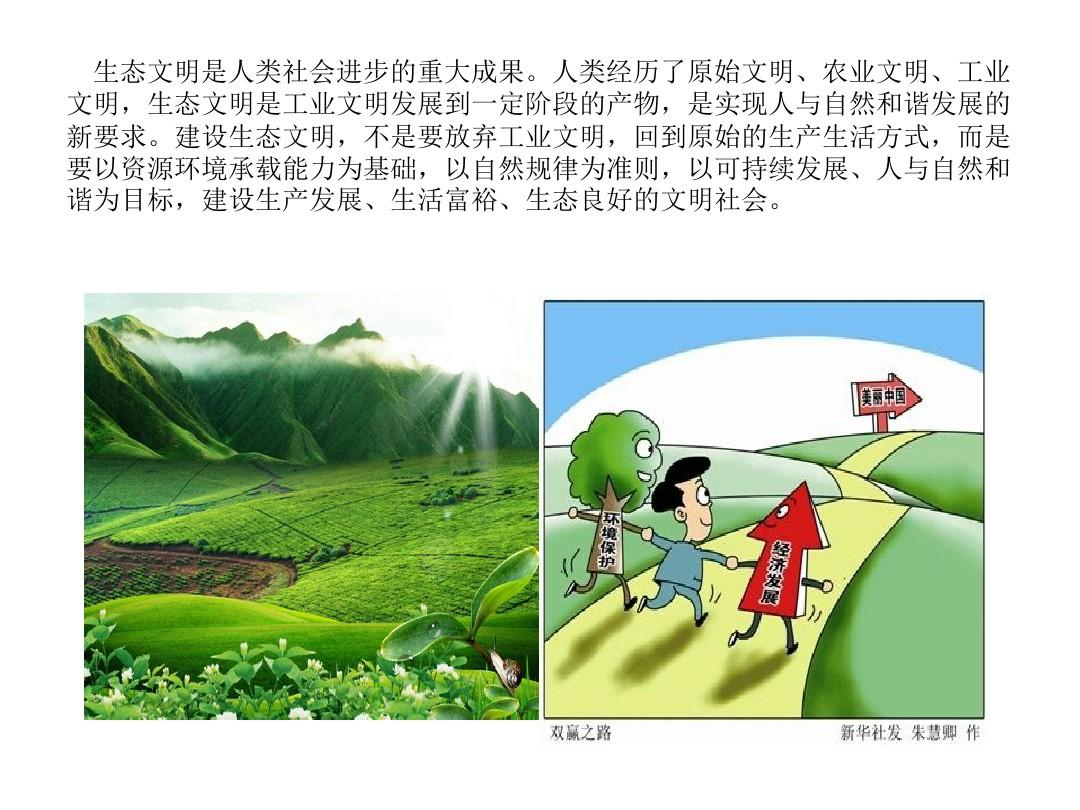 生态文明是人类社会进步的重大成果。人类经历了原始文明、农业文明、工业
文明，生态文明是工业文明发展到一定阶段的产物，是实现人与自然和谐发展的
新要求。建设生态文明，不是要放弃工业文明，回到原始的生产生活方式，而是
要以资源环境承载能力为基础，以自然规律为准则，以可持续发展、人与自然和
谐为目标，建设生产发展、生活富裕、生态良好的文明社会。
美丽中国
环境保护
经济发展
双赢之路
新华社发 朱慧卿 作